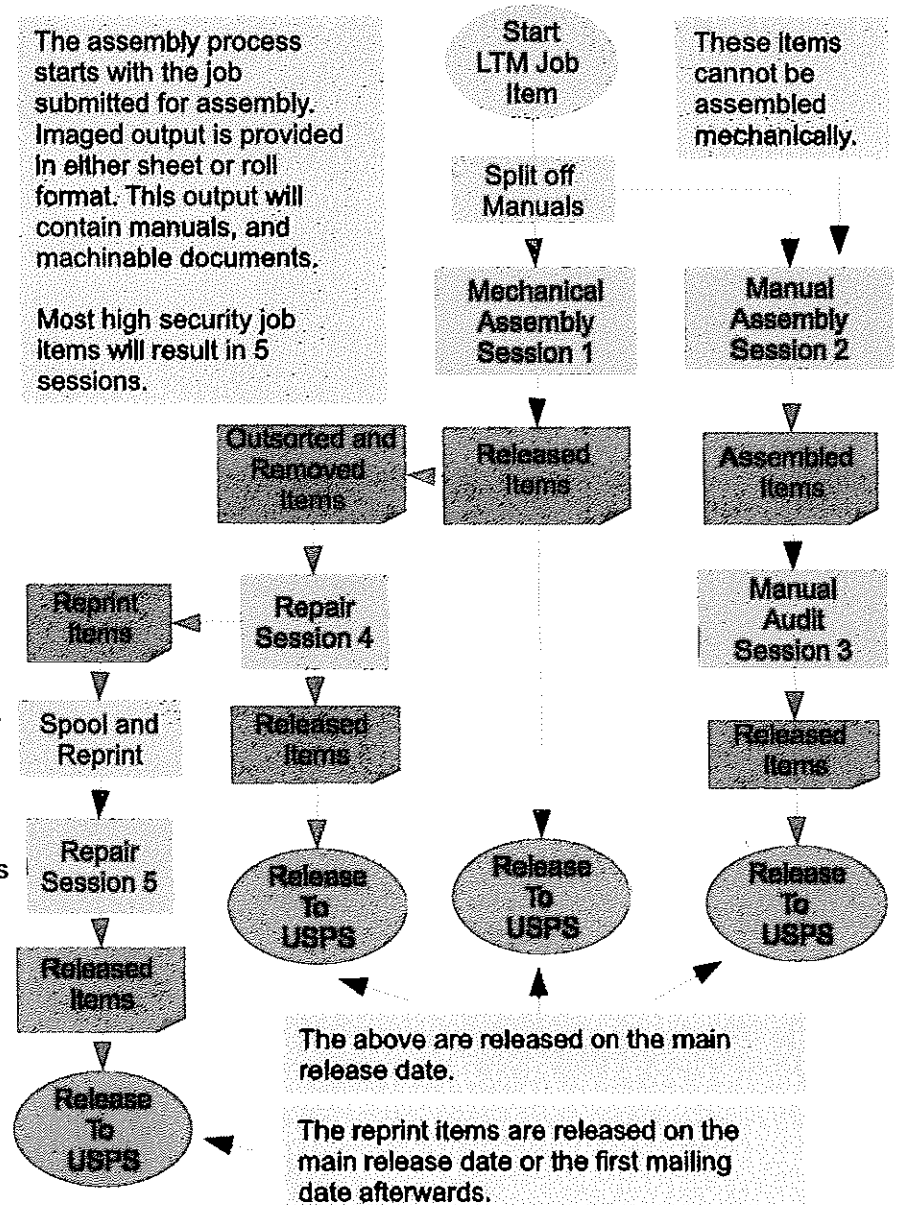 The assembly process
starts with the job
submitted for assembly.
Imaged output is provided
in either sheet or roll
format. This output will
contain manuals, and
machinable documents.
Most high security job
items will result in 5
sessions.
Start
LTM Job
Item
These items
cannot be
assembled
mechanically.
Split off
Manuals
Mechanical
Assembly
Session 1
Manual
Assembly
Session 2
Outsorted and
Removed
Items
Released
Items
Assembled
Items
Reprint
Items
Repair
Session 4
Manual
Audit
Session 3
Spool and
Reprint
Released
Items
Released
Items
Repair
Session 5
s
Release
To
USPS
Release
To
USPS
Release
To
USPS
Released
Items
The above are released on the main
release date.
Release
To
USPS
The reprint items are released on the
main release date or the first mailing
date afterwards.